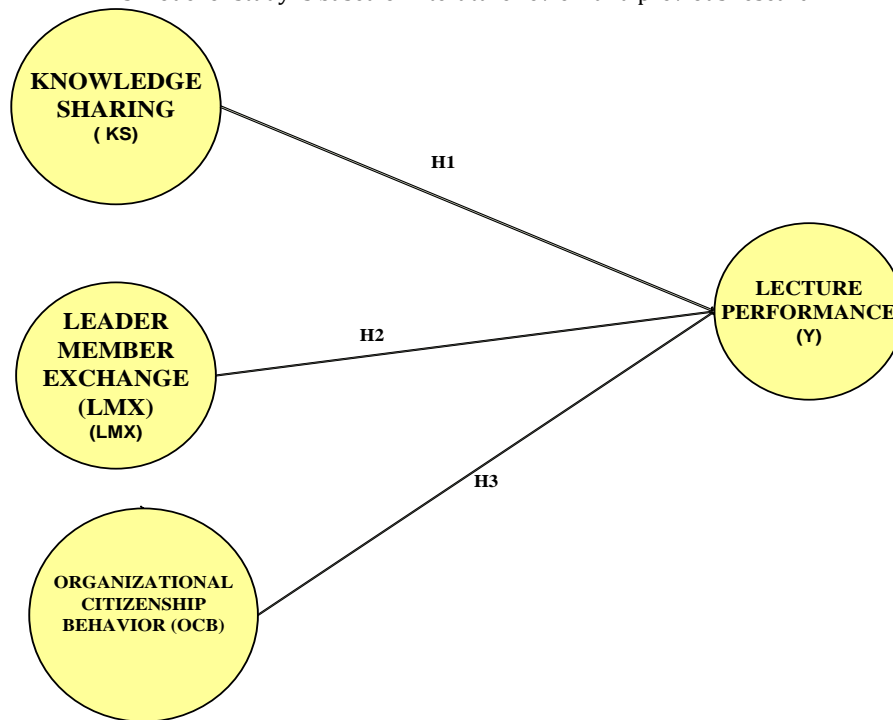 KNOWLEDGE
SHARING
( KS)
H1
LECTURE
PERFORMANCE
(Y)
LEADER
MEMBER
EXCHANGE
(LMX)
(LMX)
H2
H3
ORGANIZATIONAL
CITIZENSHIP
BEHAVIOR (OCB)